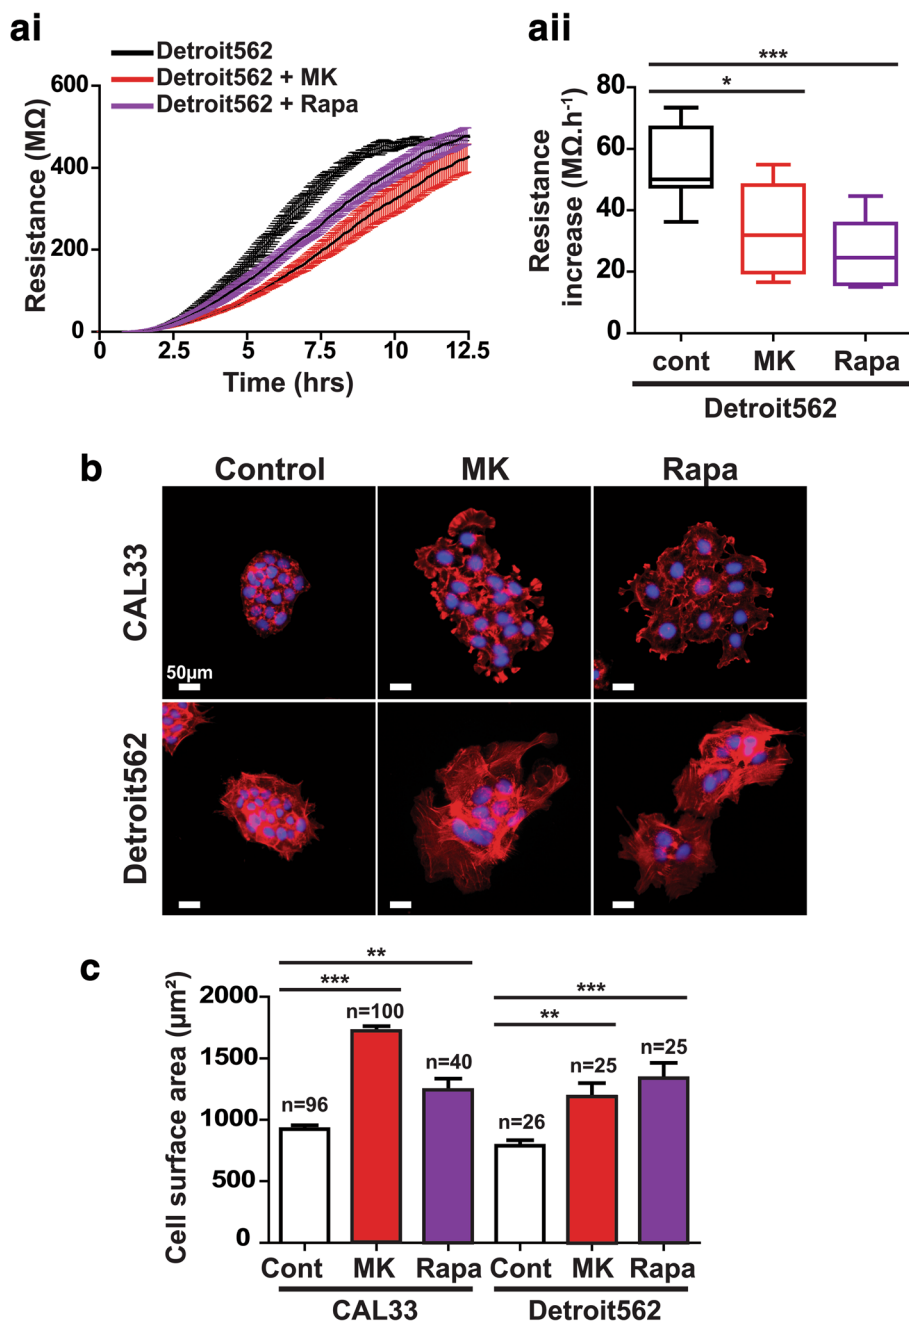 ai
Detroit562
Detroit562 + MK
Detroit562 + Rapa
Resistance (MΩ)
600
400
200
0
0 2.5 5 7.5 10 12.5
Time (hrs)
aii
***
*
Resistance
increase (MΩ.h⁻¹)
80
60
40
20
0
cont MK Rapa
Detroit562
b
Control MK Rapa
CAL33
50µm
Detroit562
c
Cell surface area (µm²)
2000
1500
1000
500
0
**
***
n=96
n=100
n=40
***
**
n=26
n=25
n=25
Cont MK Rapa Cont MK Rapa
CAL33 Detroit562